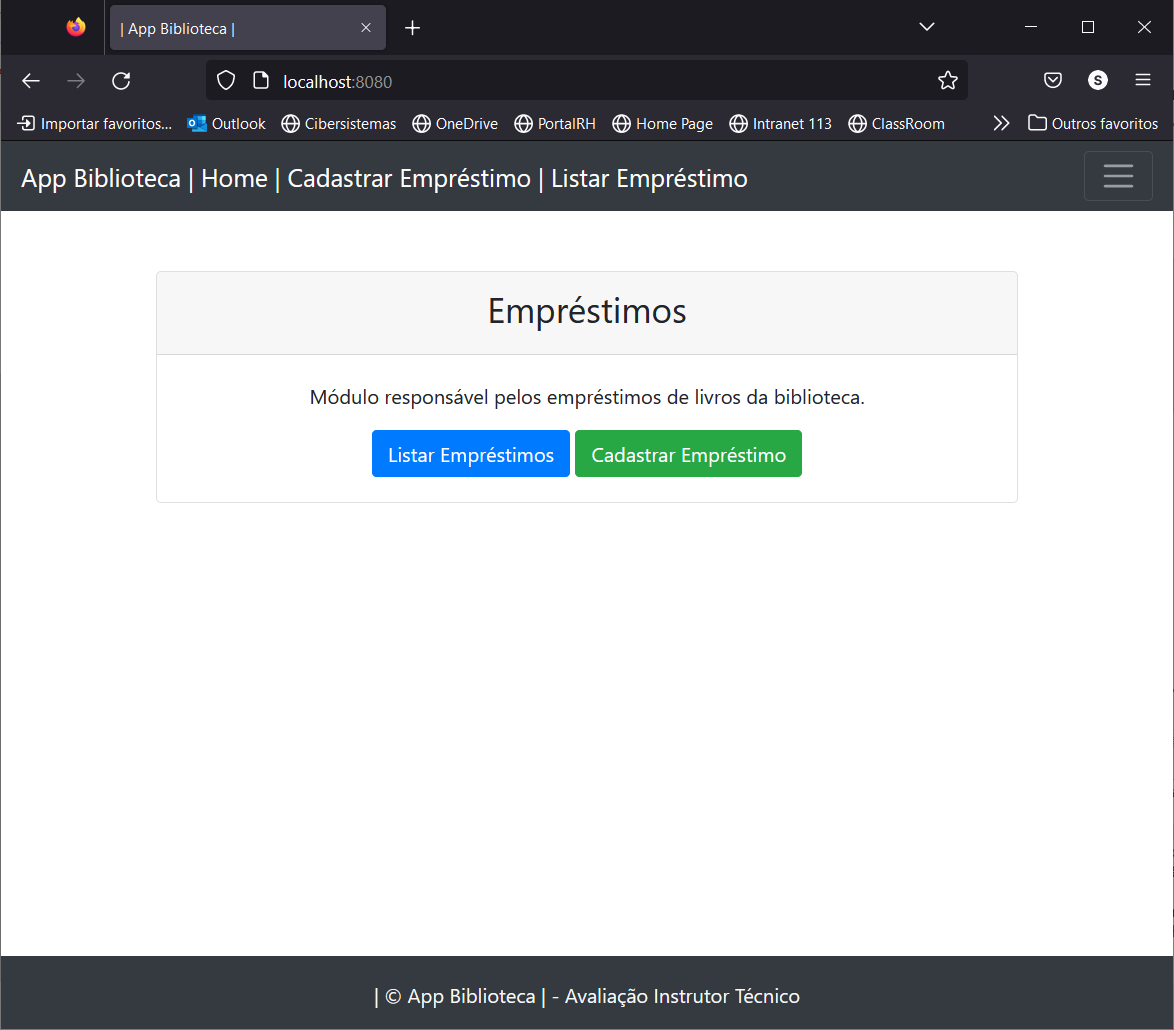 | App Biblioteca |
localhost:8080
S
Importar favoritos... Outlook Cibersistemas OneDrive PortalRH Home Page Intranet 113 ClassRoom Outros favoritos
App Biblioteca | Home | Cadastrar Empréstimo | Listar Empréstimo
Empréstimos
Módulo responsável pelos empréstimos de livros da biblioteca.
Listar Empréstimos Cadastrar Empréstimo
| © App Biblioteca | - Avaliação Instrutor Técnico